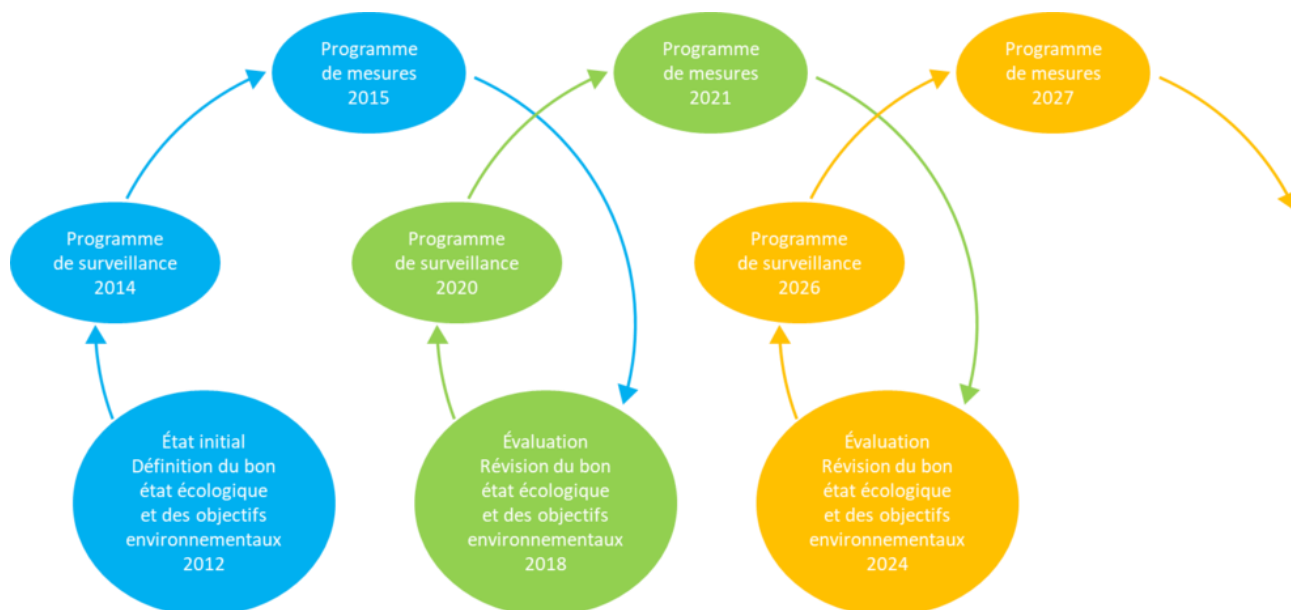 Programme
de mesures
2015
Programme
de mesures
2021
Programme
de mesures
2027
Programme
de surveillance
2014
Programme
de surveillance
2020
Programme
de surveillance
2026
État initial
Définition du bon
état écologique
et des objectifs
environnementaux
2012
Évaluation
Révision du bon
état écologique
et des objectifs
environnementaux
2018
Évaluation
Révision du bon
état écologique
et des objectifs
environnementaux
2024